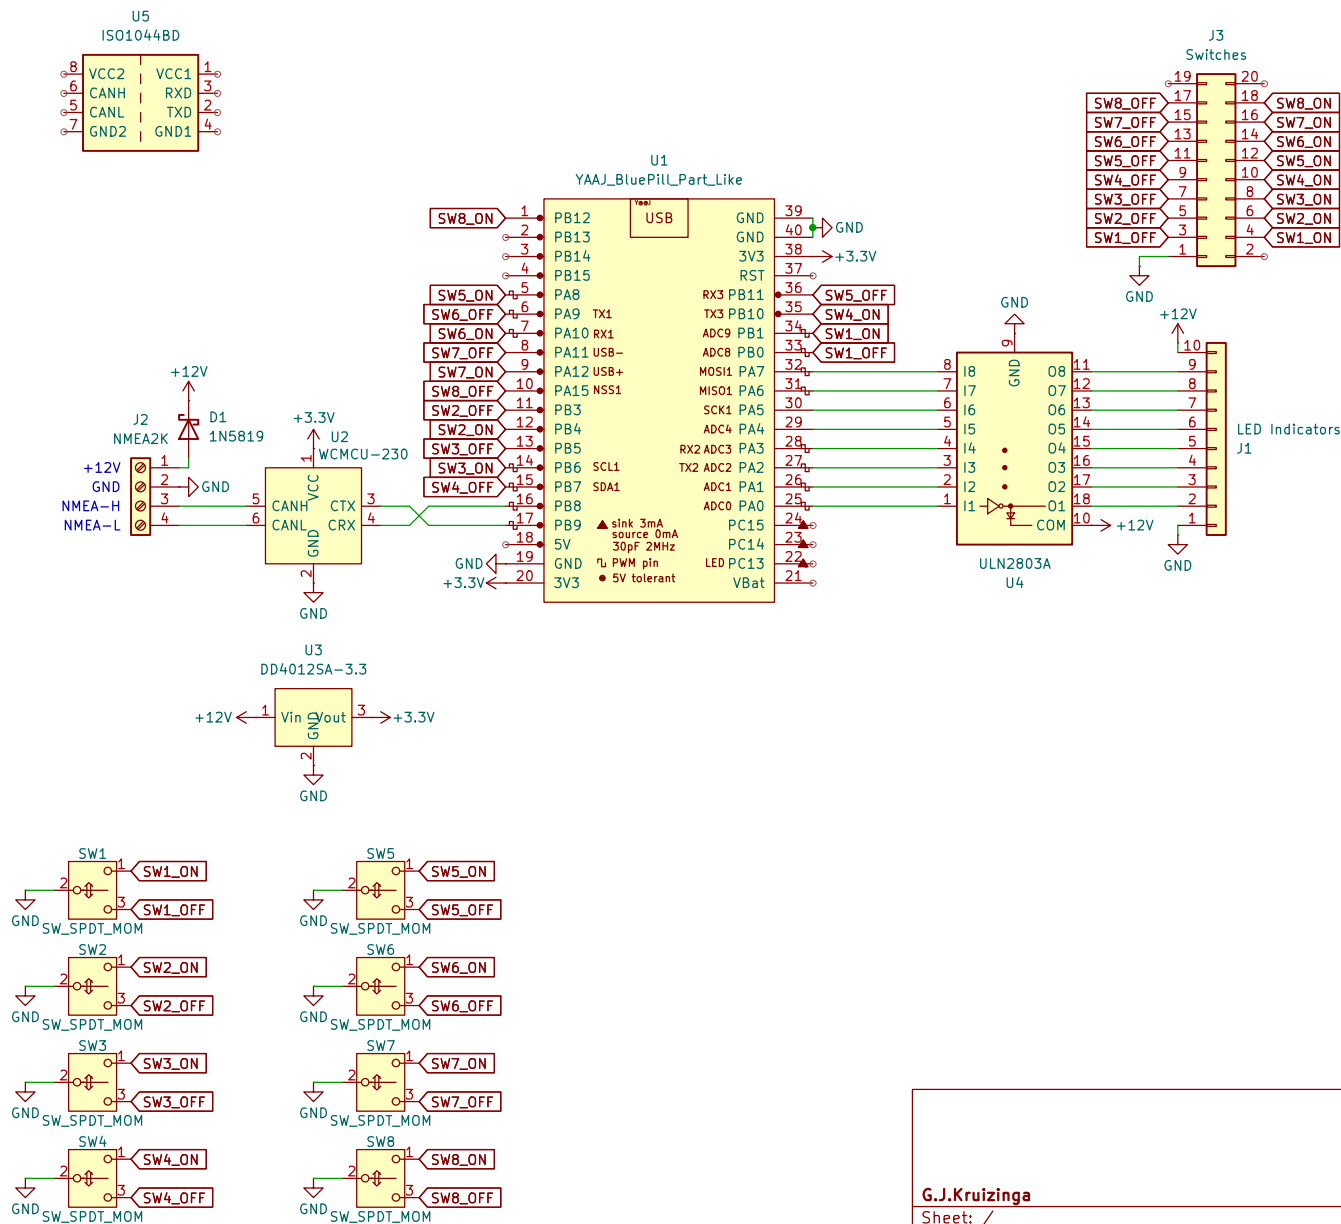 U5
ISO1044BD
8 VCC2 VCC1 1
6 CANH RXD 3
5 CANL TXD 2
7 GND2 GND1 4
J3
Switches
19 20
SW8_OFF 17 18 SW8_ON
SW7_OFF 15 16 SW7_ON
SW6_OFF 13 14 SW6_ON
SW5_OFF 11 12 SW5_ON
SW4_OFF 9 10 SW4_ON
SW3_OFF 7 8 SW3_ON
SW2_OFF 5 6 SW2_ON
SW1_OFF 3 4 SW1_ON
1 2
GND
U1
YAAJ_BluePill_Part_Like
YaaJ
USB
SW8_ON 1 PB12 GND 39
2 PB13 GND 40 GND
3 PB14 3V3 38 +3.3V
4 PB15 RST 37
SW5_ON 5 PA8 RX3 PB11 36 SW5_OFF
SW6_OFF 6 PA9 TX1 TX3 PB10 35 SW4_ON
SW6_ON 7 PA10 RX1 ADC9 PB1 34 SW1_ON
SW7_OFF 8 PA11 USB- ADC8 PB0 33 SW1_OFF
SW7_ON 9 PA12 USB+ MOSI1 PA7 32
SW8_OFF 10 PA15 NSS1 MISO1 PA6 31
SW2_OFF 11 PB3 SCK1 PA5 30
SW2_ON 12 PB4 ADC4 PA4 29
SW3_OFF 13 PB5 RX2 ADC3 PA3 28
SW3_ON 14 PB6 SCL1 TX2 ADC2 PA2 27
SW4_OFF 15 PB7 SDA1 ADC1 PA1 26
16 PB8 ADC0 PA0 25
17 PB9 sink 3mA PC15 24
source 0mA
18 5V 30pF 2MHz PC14 23
GND 19 GND PWM pin LED PC13 22
+3.3V 20 3V3 5V tolerant VBat 21
GND
9
GND
8 I8 O8 11
7 I7 O7 12
6 I6 O6 13
5 I5 O5 14
4 I4 O4 15
3 I3 O3 16
2 I2 O2 17
1 I1 O1 18
COM 10 +12V
ULN2803A
U4
+12V
10
9
8
7
6
5
4
3
2
1
LED Indicators
J1
GND
+12V
D1
1N5819
J2
NMEA2K
+12V 1
GND 2 GND
NMEA-H 3
NMEA-L 4
+3.3V
U2
WCMCU-230
1
VCC
5 CANH CTX 3
6 CANL CRX 4
GND
2
GND
U3
DD4012SA-3.3
+12V 1 Vin Vout 3 +3.3V
GND
2
GND
SW1
1 SW1_ON
2
3 SW1_OFF
GND
SW_SPDT_MOM
SW5
1 SW5_ON
2
3 SW5_OFF
GND
SW_SPDT_MOM
SW2
1 SW2_ON
2
3 SW2_OFF
GND
SW_SPDT_MOM
SW6
1 SW6_ON
2
3 SW6_OFF
GND
SW_SPDT_MOM
SW3
1 SW3_ON
2
3 SW3_OFF
GND
SW_SPDT_MOM
SW7
1 SW7_ON
2
3 SW7_OFF
GND
SW_SPDT_MOM
SW4
1 SW4_ON
2
3 SW4_OFF
GND
SW_SPDT_MOM
SW8
1 SW8_ON
2
3 SW8_OFF
GND
SW_SPDT_MOM
G.J.Kruizinga
Sheet: /